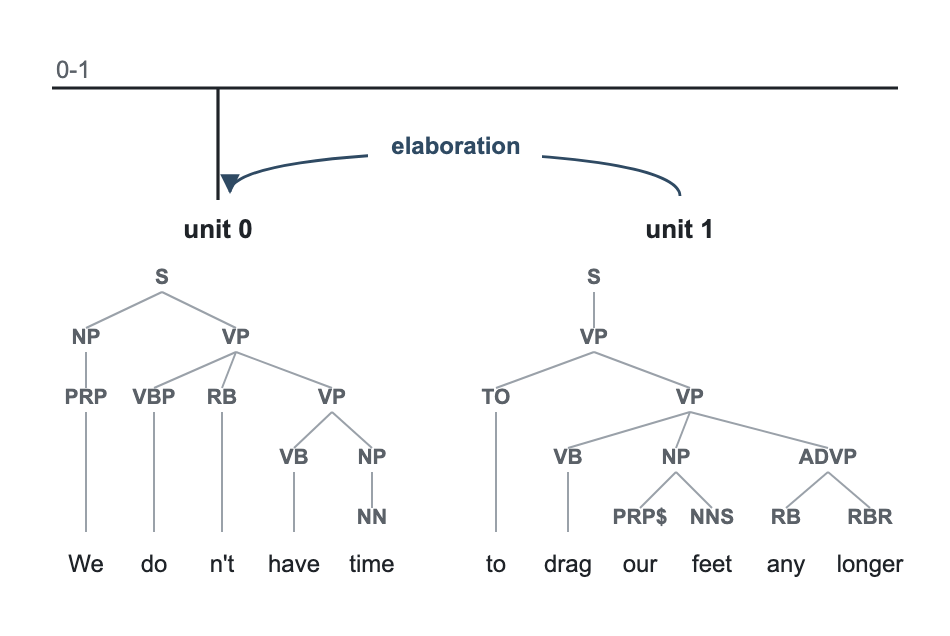 0-1
elaboration
unit 0 unit 1
S S
NP VP VP
PRP VBP RB VP TO VP
VB NP VB NP ADVP
NN PRP$ NNS RB RBR
We do n't have time to drag our feet any longer